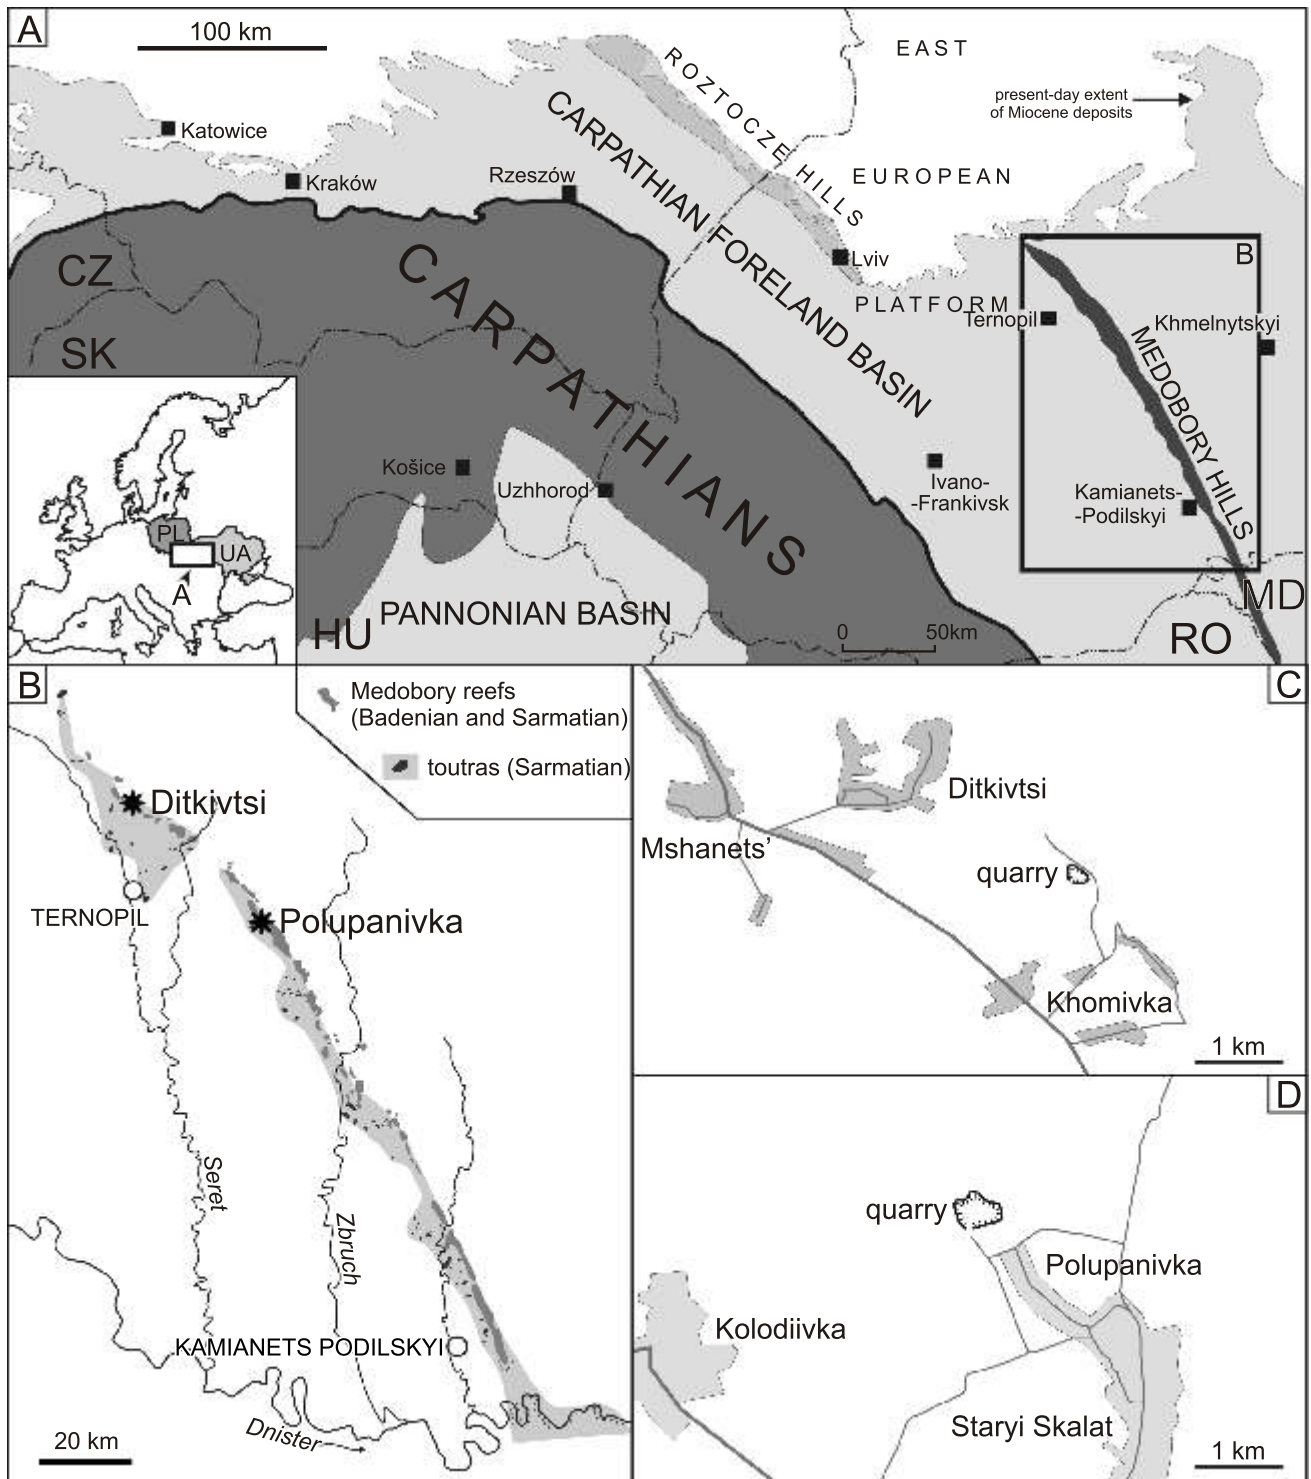 A
100 km
EAST
ROZTOCZE HILLS
present-day extent
of Miocene deposits
CARPATHIAN FORELAND BASIN
Katowice
Kraków
Rzeszów
EUROPEAN
Lviv
B
CZ
CARPATHIANS
PLATFORM
Ternopil
Khmelnytskyi
MEDOBORY HILLS
SK
Košice
Uzhhorod
Ivano-
-Frankivsk
Kamianets-
-Podilskyi
PL
UA
A
HU
PANNONIAN BASIN
0
50km
MD
RO
B
Medobory reefs
(Badenian and Sarmatian)
toutras (Sarmatian)
Ditkivtsi
TERNOPIL
Polupanivka
Seret
Zbruch
KAMIANETS PODILSKYI
Dnister
20 km
C
Ditkivtsi
Mshanets’
quarry
Khomivka
1 km
D
quarry
Polupanivka
Kolodiivka
Staryi Skalat
1 km